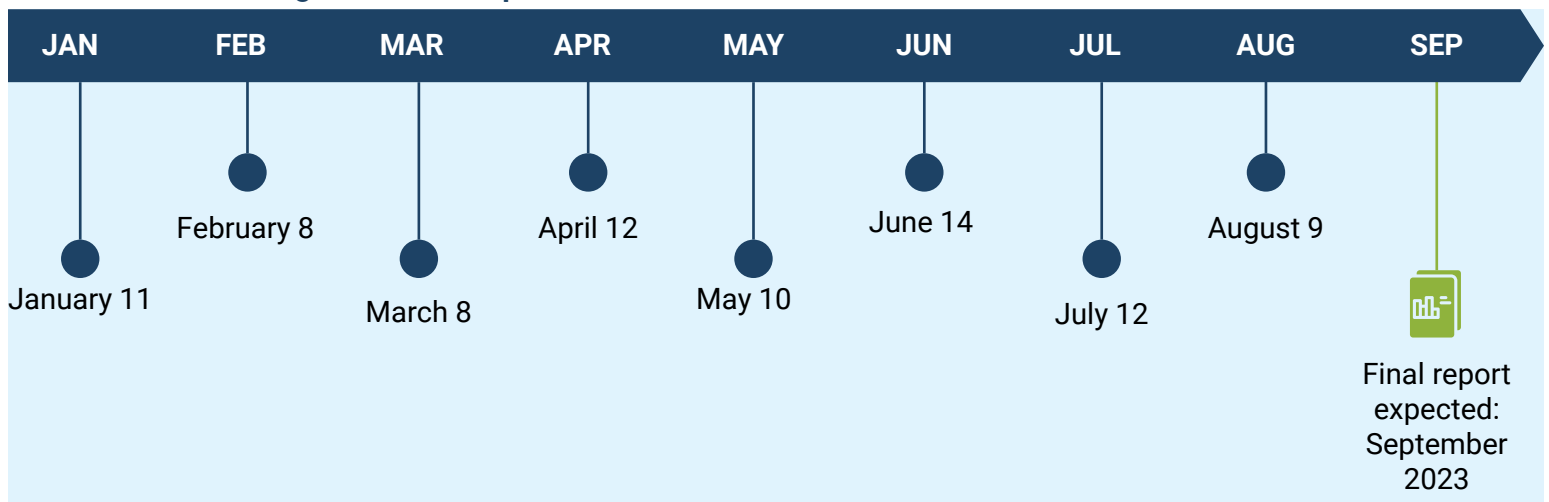 JAN FEB MAR APR MAY JUN JUL AUG SEP
February 8
April 12
June 14
August 9
January 11
March 8
May 10
July 12
Final report
expected:
September
2023